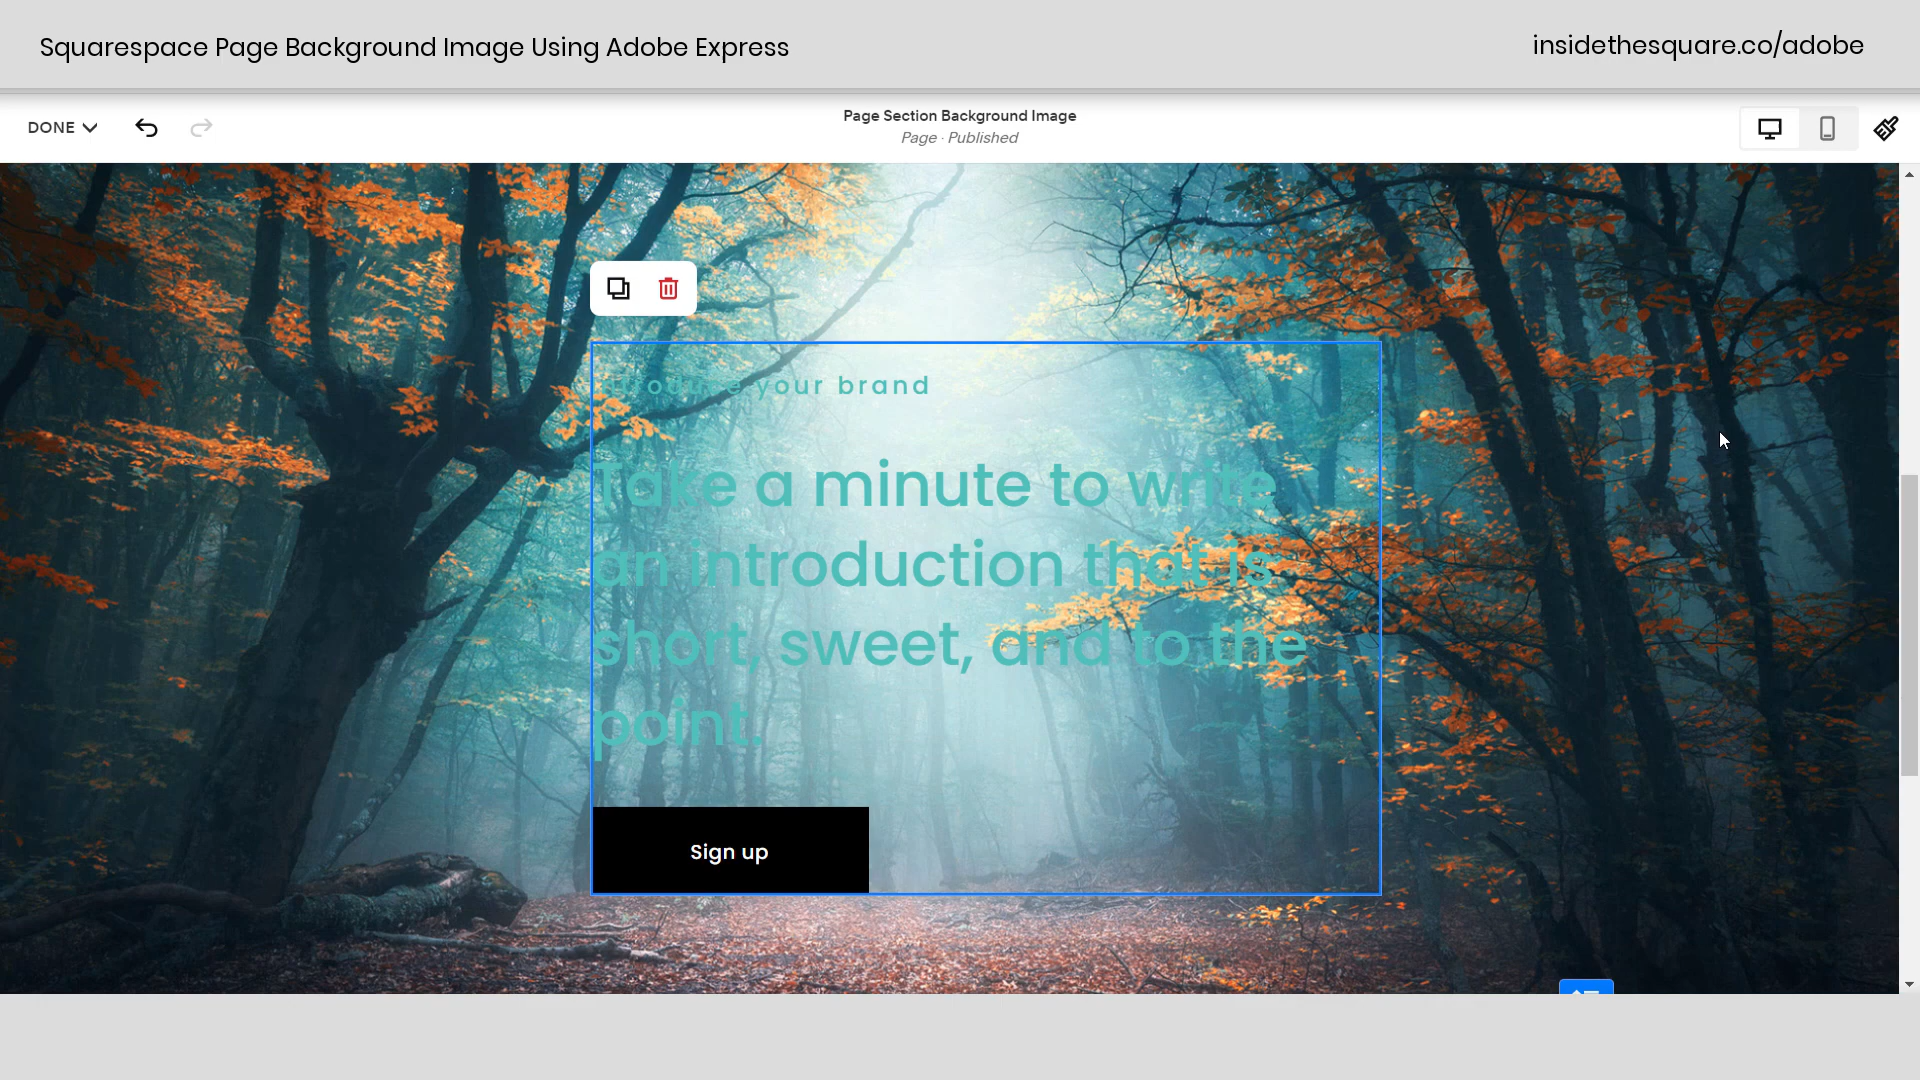 Squarespace Page Background Image Using Adobe Express
insidethesquare.co/adobe
DONE
Page Section Background Image
Page · Published
Introduce your brand
Take a minute to write
an introduction that is
short, sweet, and to the
point.
Sign up